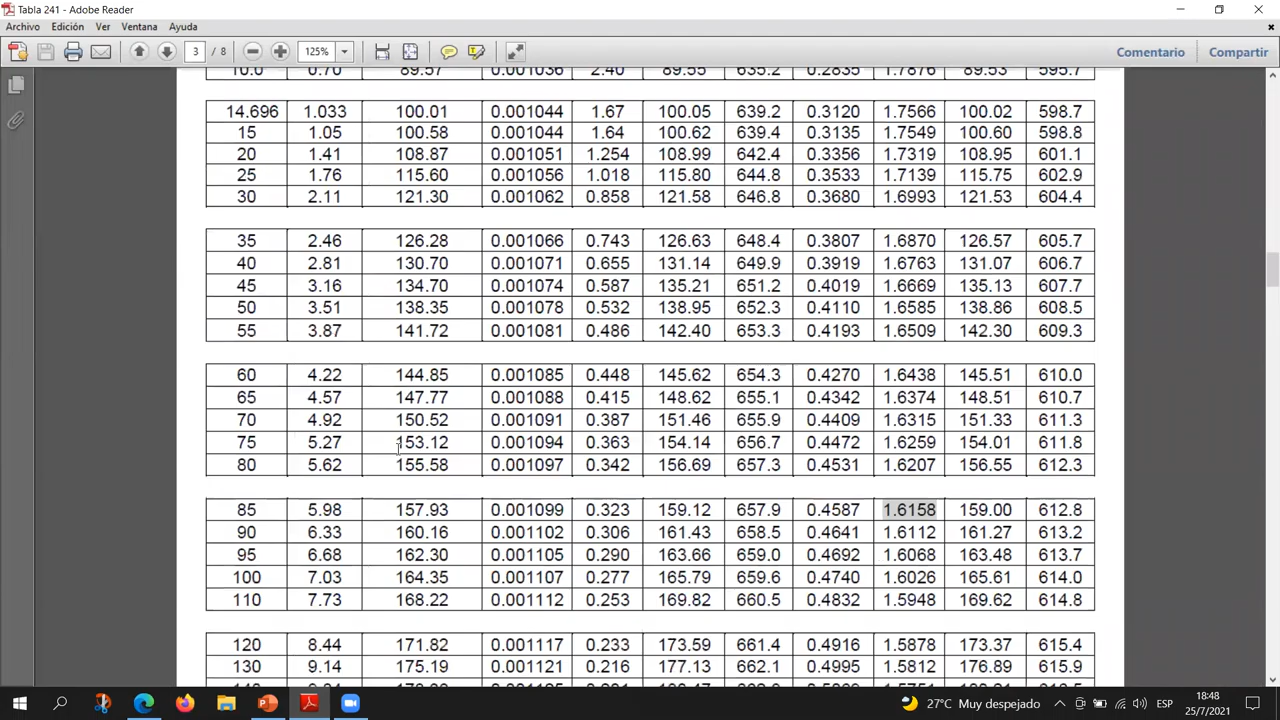 Tabla 241 - Adobe Reader
Archivo Edición Ver Ventana Ayuda
3 / 8 125% Comentario Compartir
10.0 0.70 89.57 0.001036 2.40 89.55 635.2 0.2835 1.7876 89.53 595.7
14.696 1.033 100.01 0.001044 1.67 100.05 639.2 0.3120 1.7566 100.02 598.7
15 1.05 100.58 0.001044 1.64 100.62 639.4 0.3135 1.7549 100.60 598.8
20 1.41 108.87 0.001051 1.254 108.99 642.4 0.3356 1.7319 108.95 601.1
25 1.76 115.60 0.001056 1.018 115.80 644.8 0.3533 1.7139 115.75 602.9
30 2.11 121.30 0.001062 0.858 121.58 646.8 0.3680 1.6993 121.53 604.4
35 2.46 126.28 0.001066 0.743 126.63 648.4 0.3807 1.6870 126.57 605.7
40 2.81 130.70 0.001071 0.655 131.14 649.9 0.3919 1.6763 131.07 606.7
45 3.16 134.70 0.001074 0.587 135.21 651.2 0.4019 1.6669 135.13 607.7
50 3.51 138.35 0.001078 0.532 138.95 652.3 0.4110 1.6585 138.86 608.5
55 3.87 141.72 0.001081 0.486 142.40 653.3 0.4193 1.6509 142.30 609.3
60 4.22 144.85 0.001085 0.448 145.62 654.3 0.4270 1.6438 145.51 610.0
65 4.57 147.77 0.001088 0.415 148.62 655.1 0.4342 1.6374 148.51 610.7
70 4.92 150.52 0.001091 0.387 151.46 655.9 0.4409 1.6315 151.33 611.3
75 5.27 153.12 0.001094 0.363 154.14 656.7 0.4472 1.6259 154.01 611.8
80 5.62 155.58 0.001097 0.342 156.69 657.3 0.4531 1.6207 156.55 612.3
85 5.98 157.93 0.001099 0.323 159.12 657.9 0.4587 1.6158 159.00 612.8
90 6.33 160.16 0.001102 0.306 161.43 658.5 0.4641 1.6112 161.27 613.2
95 6.68 162.30 0.001105 0.290 163.66 659.0 0.4692 1.6068 163.48 613.7
100 7.03 164.35 0.001107 0.277 165.79 659.6 0.4740 1.6026 165.61 614.0
110 7.73 168.22 0.001112 0.253 169.82 660.5 0.4832 1.5948 169.62 614.8
120 8.44 171.82 0.001117 0.233 173.59 661.4 0.4916 1.5878 173.37 615.4
130 9.14 175.19 0.001121 0.216 177.13 662.1 0.4995 1.5812 176.89 615.9
27°C Muy despejado ESP 18:48
25/7/2021